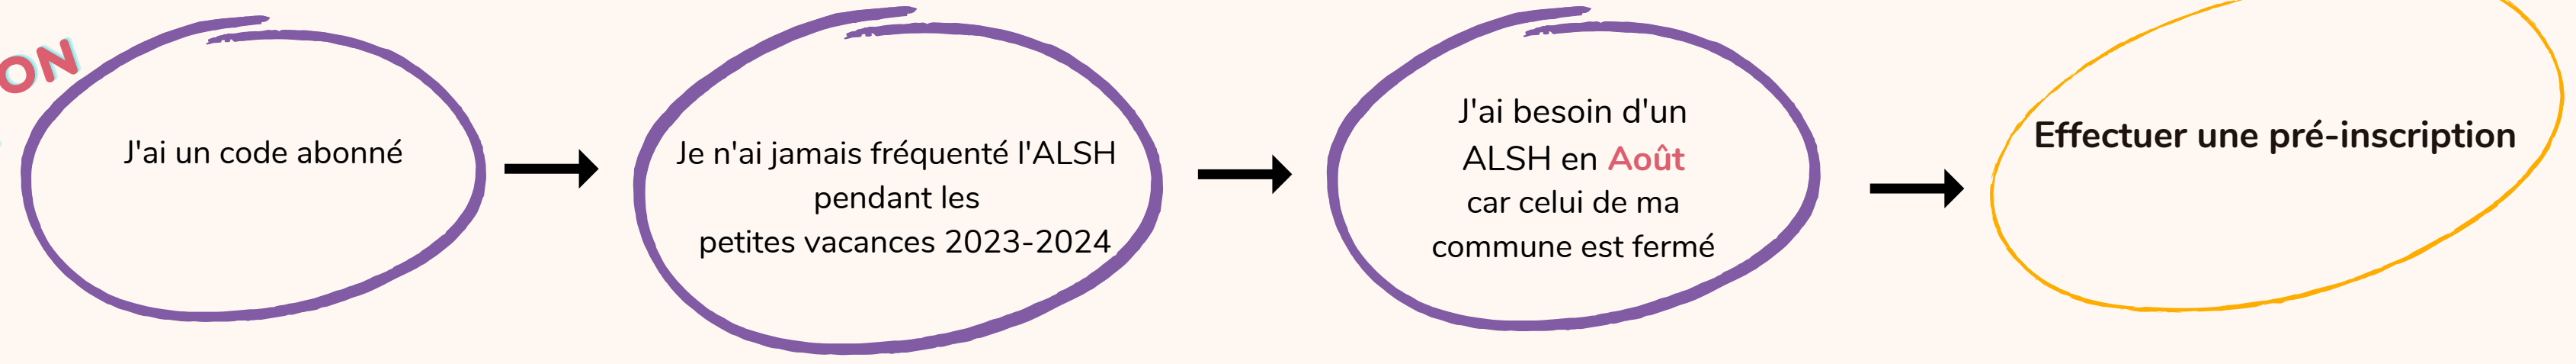 ON
J'ai un code abonné
Je n'ai jamais fréquenté l'ALSH
pendant les
petites vacances 2023-2024
J'ai besoin d'un
ALSH en Août
car celui de ma
commune est fermé
Effectuer une pré-inscription